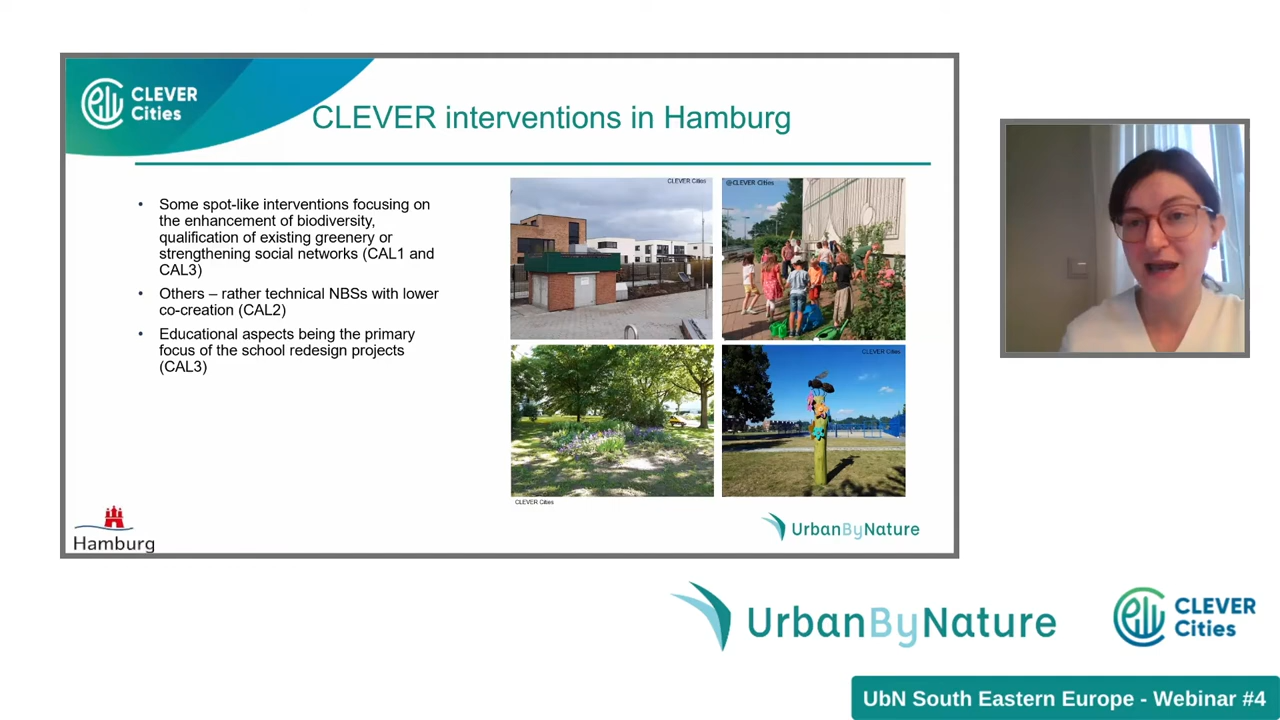 CLEVER
Cities
CLEVER interventions in Hamburg
• Some spot-like interventions focusing on
the enhancement of biodiversity,
qualification of existing greenery or
strengthening social networks (CAL1 and
CAL3)
• Others – rather technical NBSs with lower
co-creation (CAL2)
• Educational aspects being the primary
focus of the school redesign projects
(CAL3)
CLEVER Cities
@CLEVER Cities
CLEVER Cities
CLEVER Cities
Hamburg
UrbanByNature
UrbanByNature
CLEVER
Cities
UbN South Eastern Europe - Webinar #4